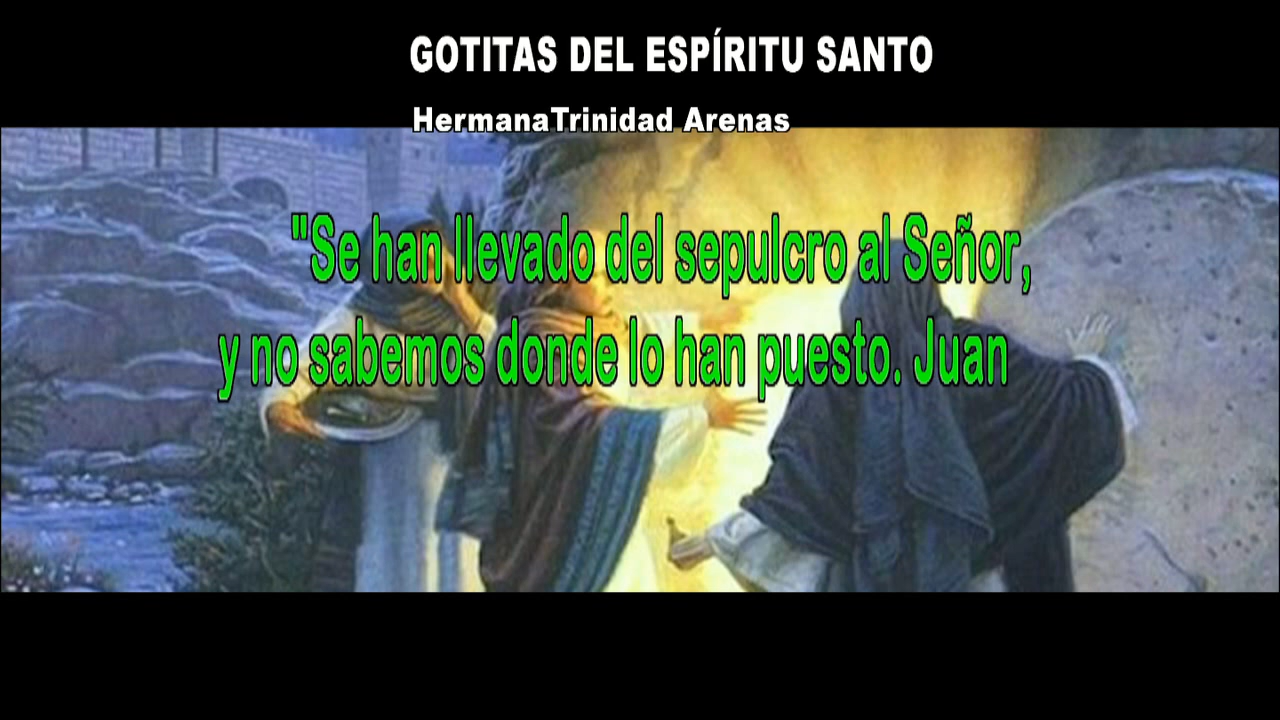 GOTITAS DEL ESPÍRITU SANTO
HermanaTrinidad Arenas
"Se han llevado del sepulcro al Señor,
y no sabemos donde lo han puesto. Juan